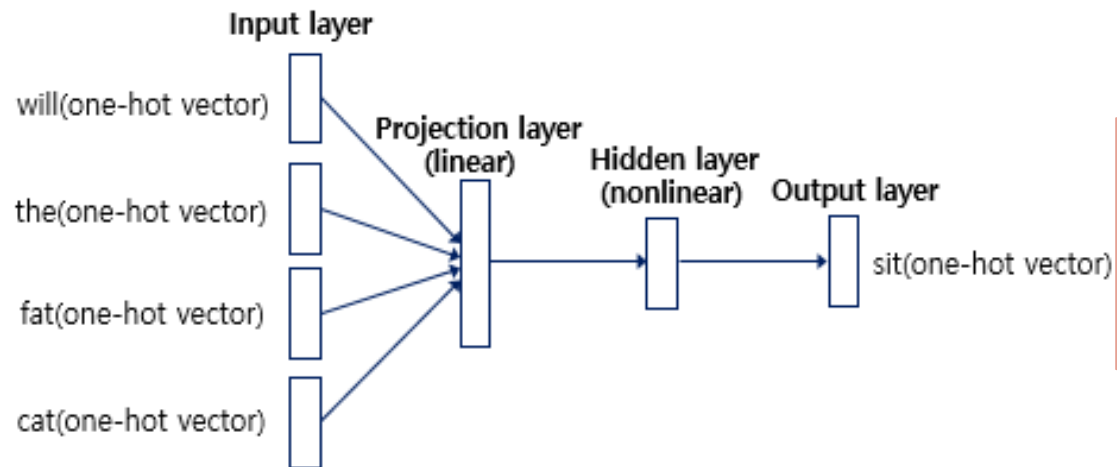 Input layer
will(one-hot vector)
Projection layer
(linear)
Hidden layer
(nonlinear)
Output layer
the(one-hot vector)
sit(one-hot vector)
fat(one-hot vector)
cat(one-hot vector)